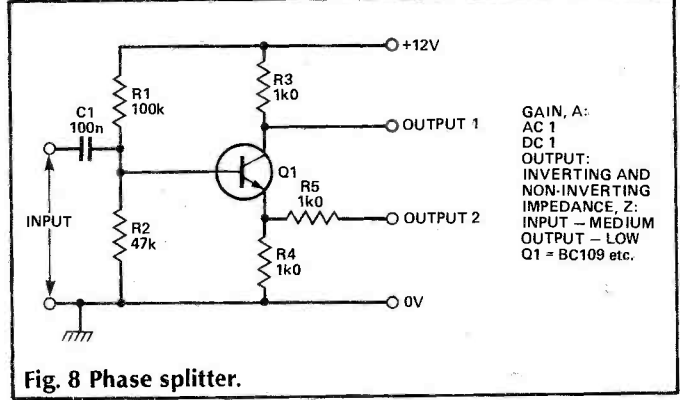 +12V
R1
100k
R3
1k0
C1
100n
OUTPUT 1
Q1
R5
1k0
INPUT
OUTPUT 2
R2
47k
R4
1k0
0V
GAIN, A:
AC 1
DC 1
OUTPUT:
INVERTING AND
NON-INVERTING
IMPEDANCE, Z:
INPUT – MEDIUM
OUTPUT – LOW
Q1 = BC109 etc.
Fig. 8 Phase splitter.